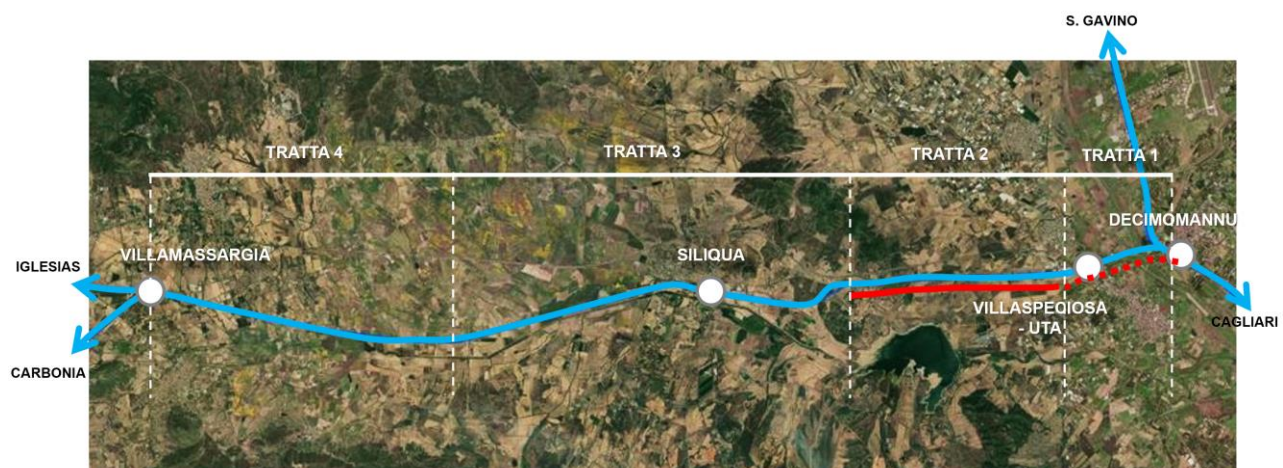 S. GAVINO
TRATTA 4
TRATTA 3
TRATTA 2
TRATTA 1
DECIMOMANNU
VILLAMASSARGIA
SILIQUA
IGLESIAS
VILLASPECIOSA
- UTA
CAGLIARI
CARBONIA